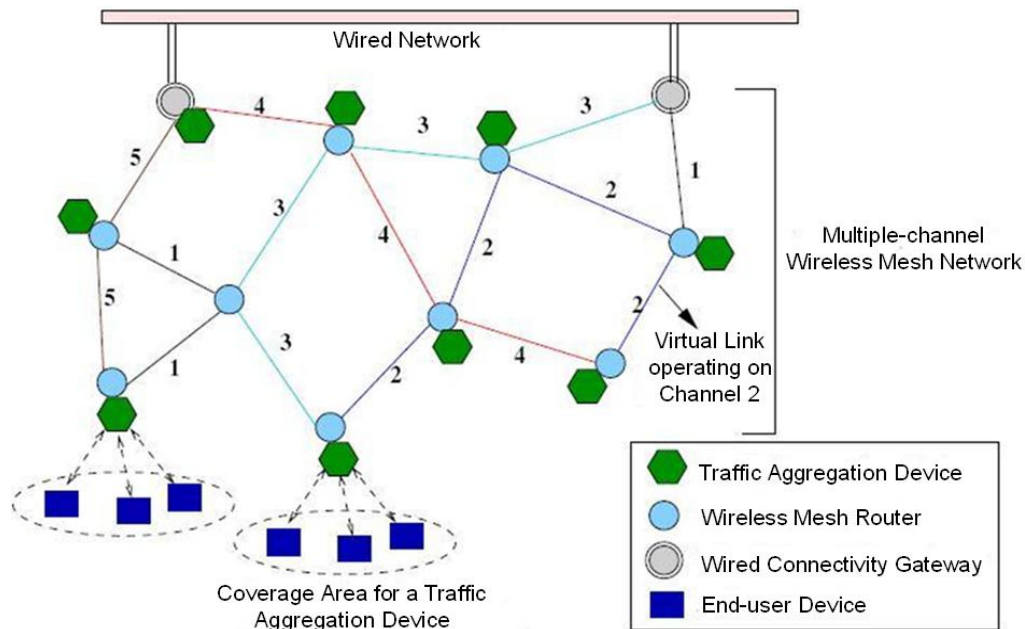 Wired Network
4
3
3
5
1
3
2
4
2
1
5
2
3
1
2
4
Multiple-channel
Wireless Mesh Network
Virtual Link
operating on
Channel 2
Coverage Area for a Traffic
Aggregation Device
Traffic Aggregation Device
Wireless Mesh Router
Wired Connectivity Gateway
End-user Device